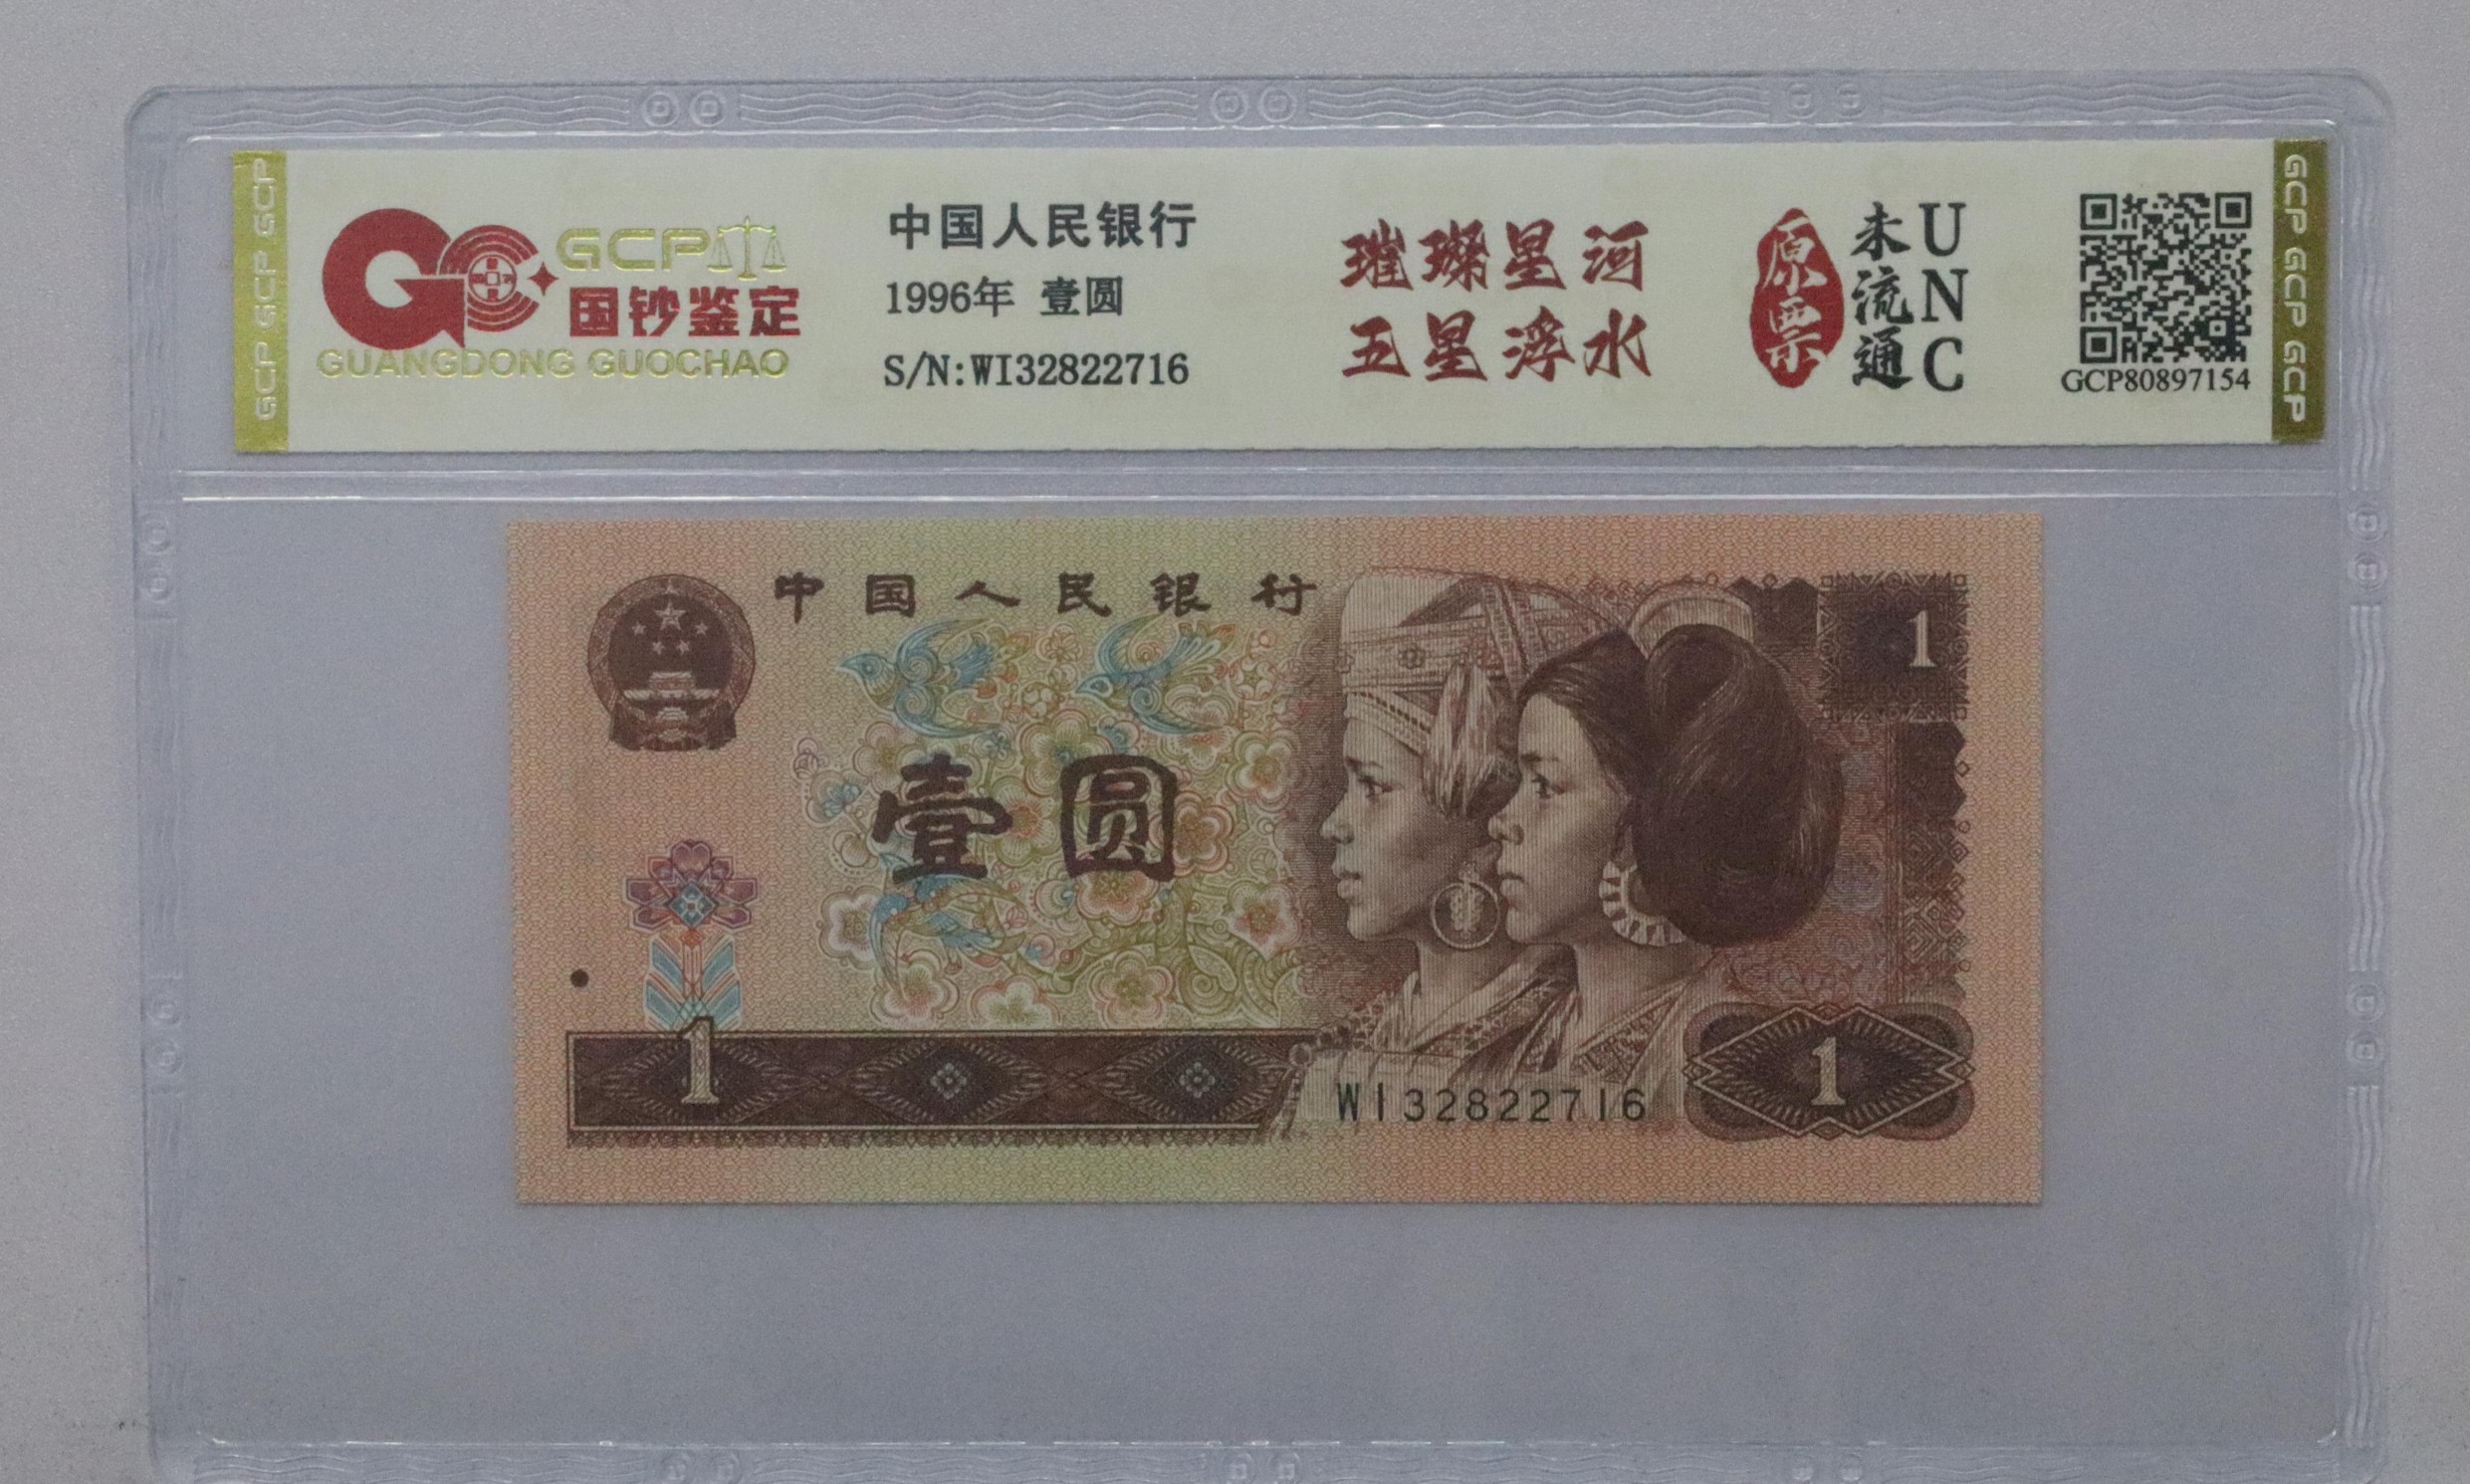 GCP GCP GCP
GCP
国钞鉴定
GUANGDONG GUOCHAO
中国人民银行
1996年 壹圆
S/N:WI32822716
璀璨星河
五星浮水
原票
未流通
UNC
GCP80897154
GCP GCP GCP
中国人民银行
1
壹圆
1
WI32822716
1